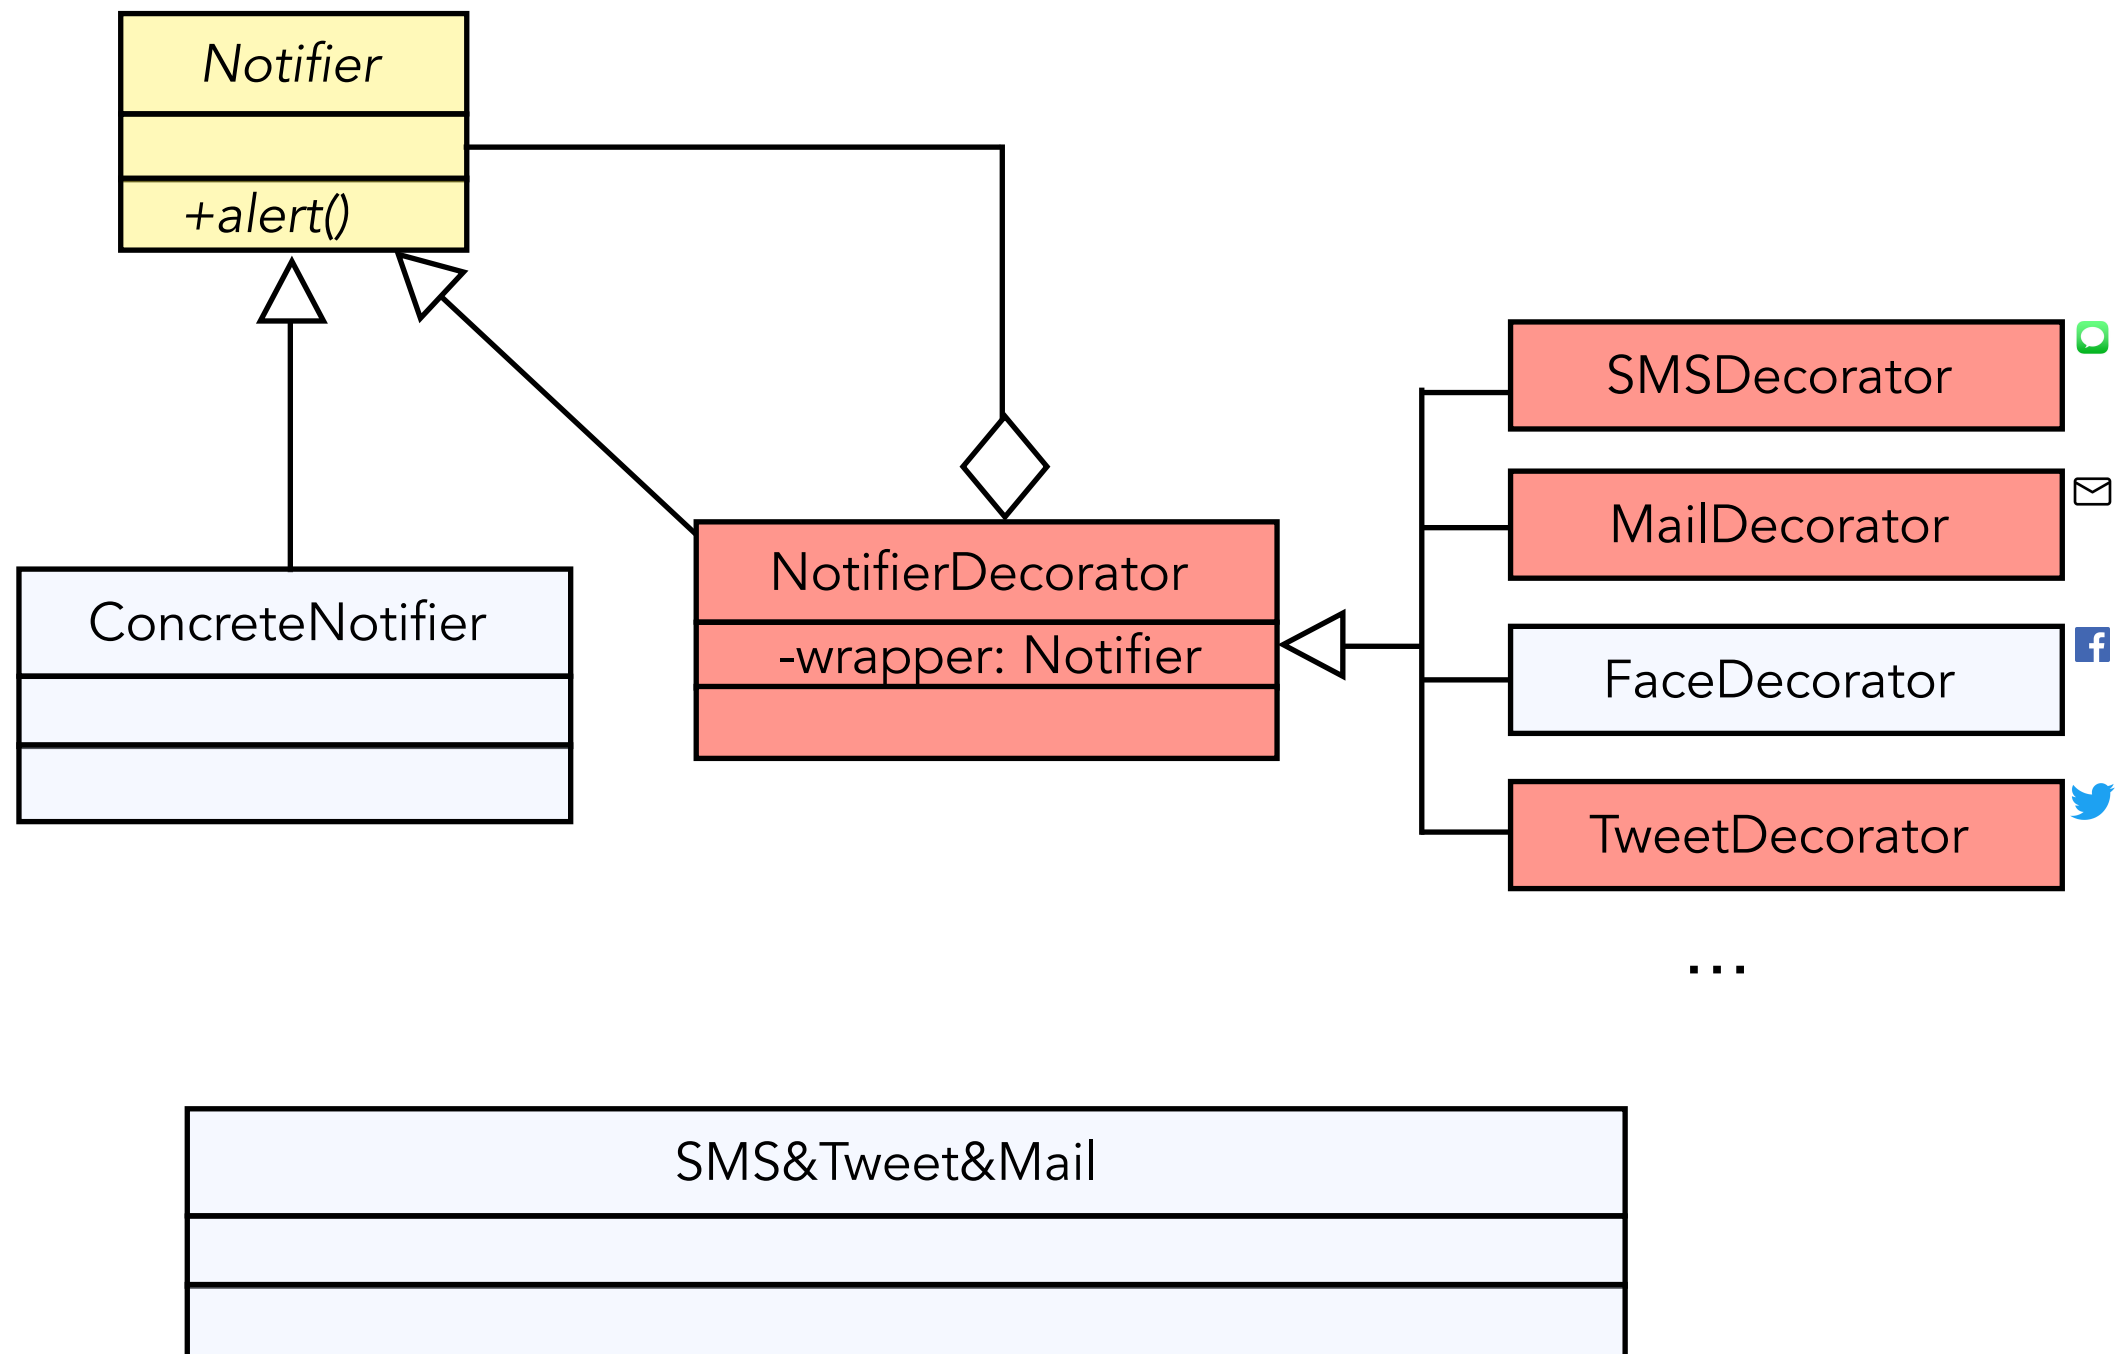 Notifier
+alert()
ConcreteNotifier
NotifierDecorator
-wrapper: Notifier
SMSDecorator
MailDecorator
FaceDecorator
TweetDecorator
...
SMS&Tweet&Mail